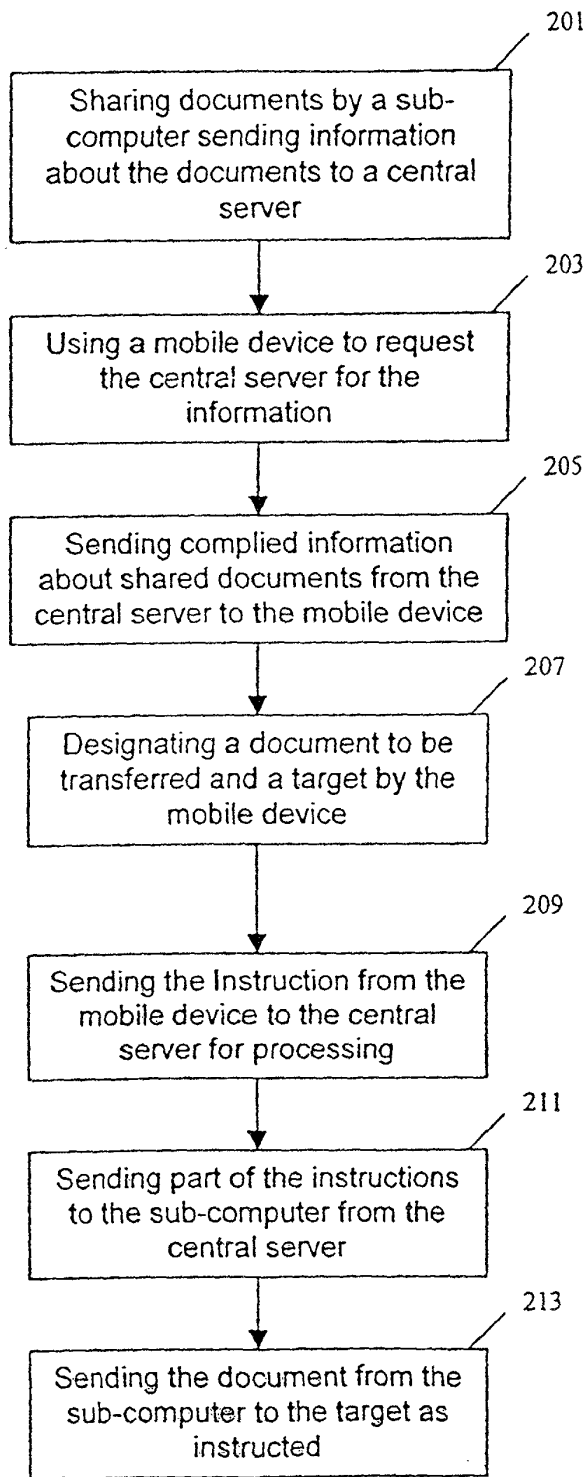 201
Sharing documents by a sub-
computer sending information
about the documents to a central
server
203
Using a mobile device to request
the central server for the
information
205
Sending complied information
about shared documents from the
central server to the mobile device
207
Designating a document to be
transferred and a target by the
mobile device
209
Sending the Instruction from the
mobile device to the central
server for processing
211
Sending part of the instructions
to the sub-computer from the
central server
213
Sending the document from the
sub-computer to the target as
instructed